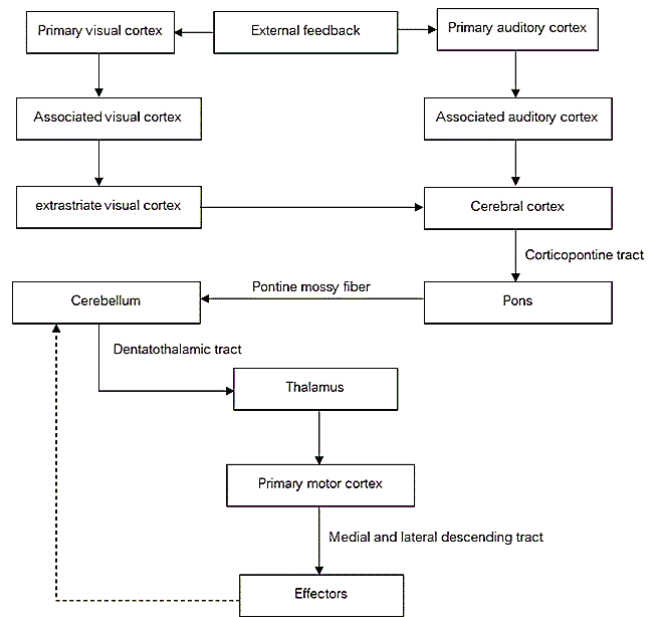 Primary visual cortex
External feedback
Primary auditory cortex
Associated visual cortex
Associated auditory cortex
extrastriate visual cortex
Cerebral cortex
Corticopontine tract
Pontine mossy fiber
Cerebellum
Pons
Dentatothalamic tract
Thalamus
Primary motor cortex
Medial and lateral descending tract
Effectors